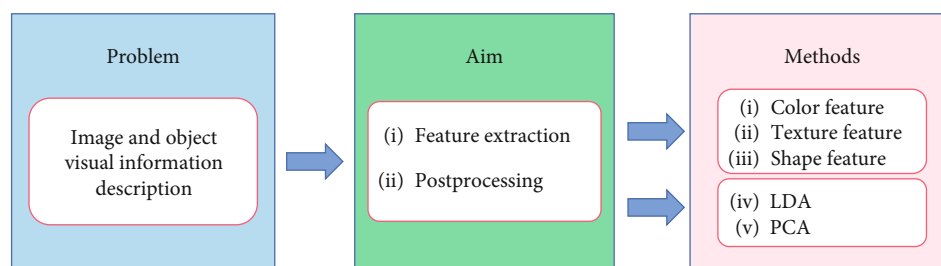 Problem
Image and object
visual information
description
Aim
(i) Feature extraction
(ii) Postprocessing
Methods
(i) Color feature
(ii) Texture feature
(iii) Shape feature
(iv) LDA
(v) PCA